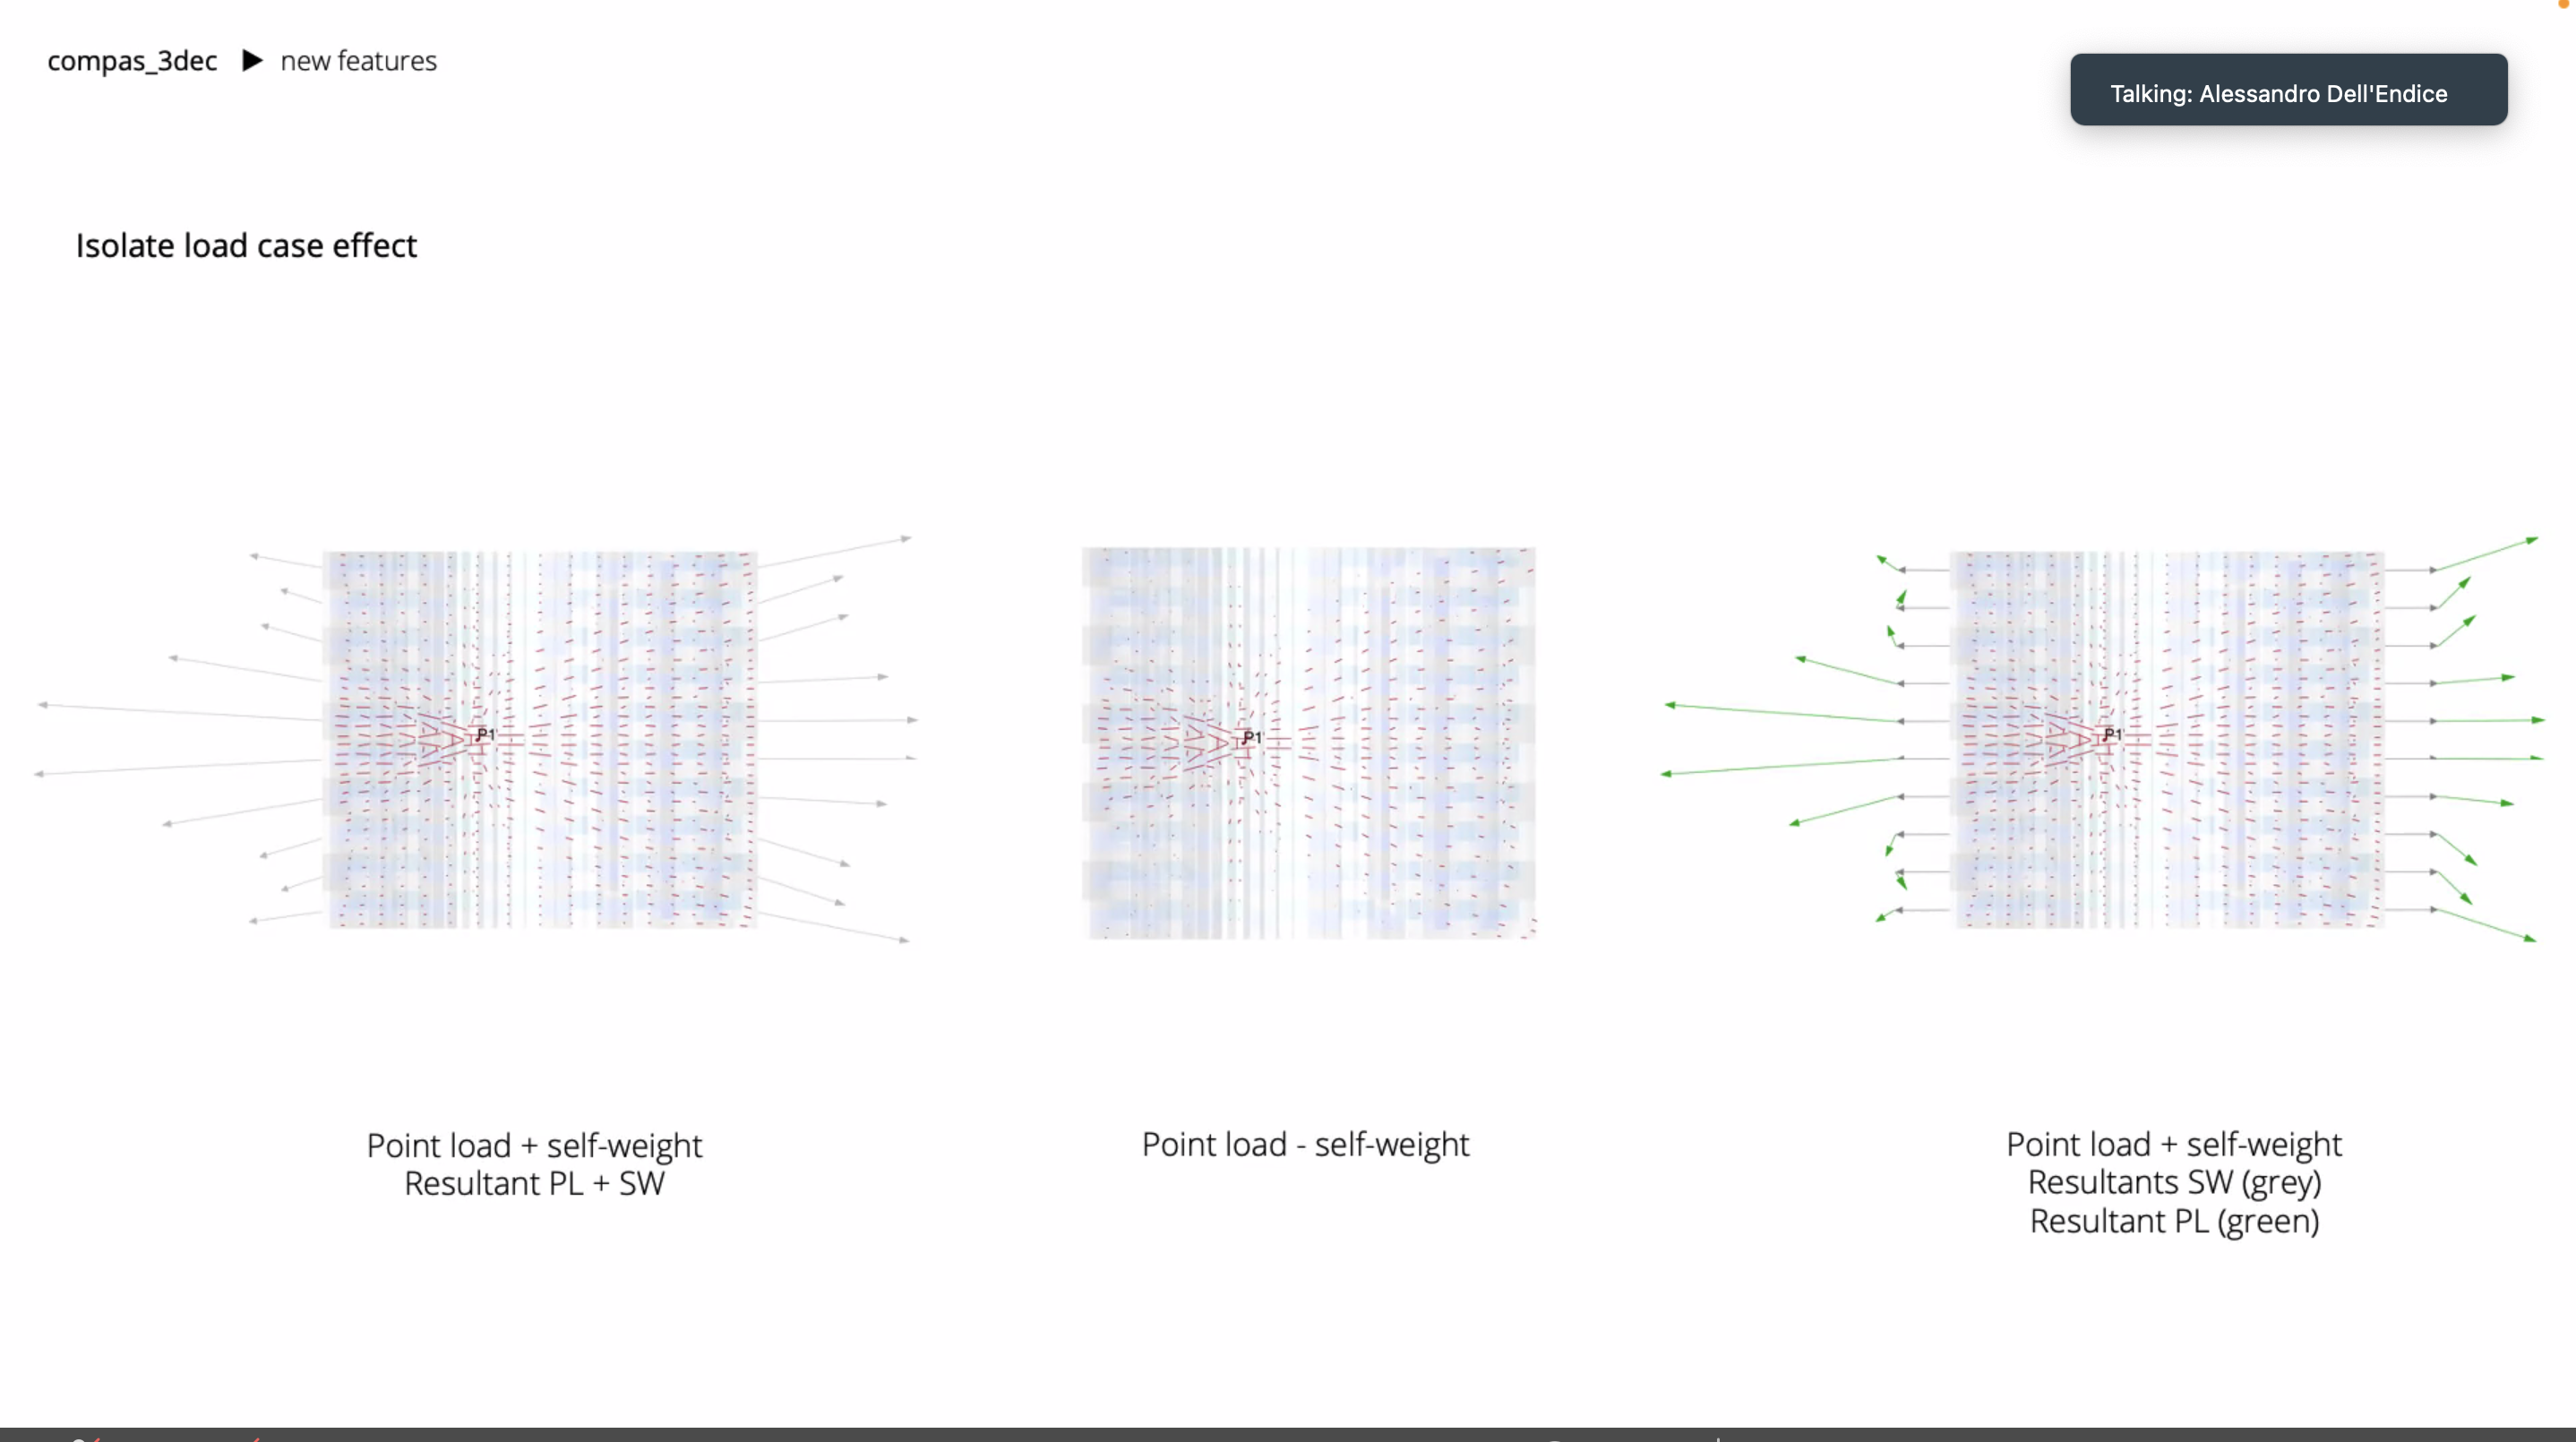 compas_3dec ▶ new features
Talking: Alessandro Dell'Endice
Isolate load case effect
P1
P1
P1
Point load + self-weight
Resultant PL + SW
Point load - self-weight
Point load + self-weight
Resultants SW (grey)
Resultant PL (green)